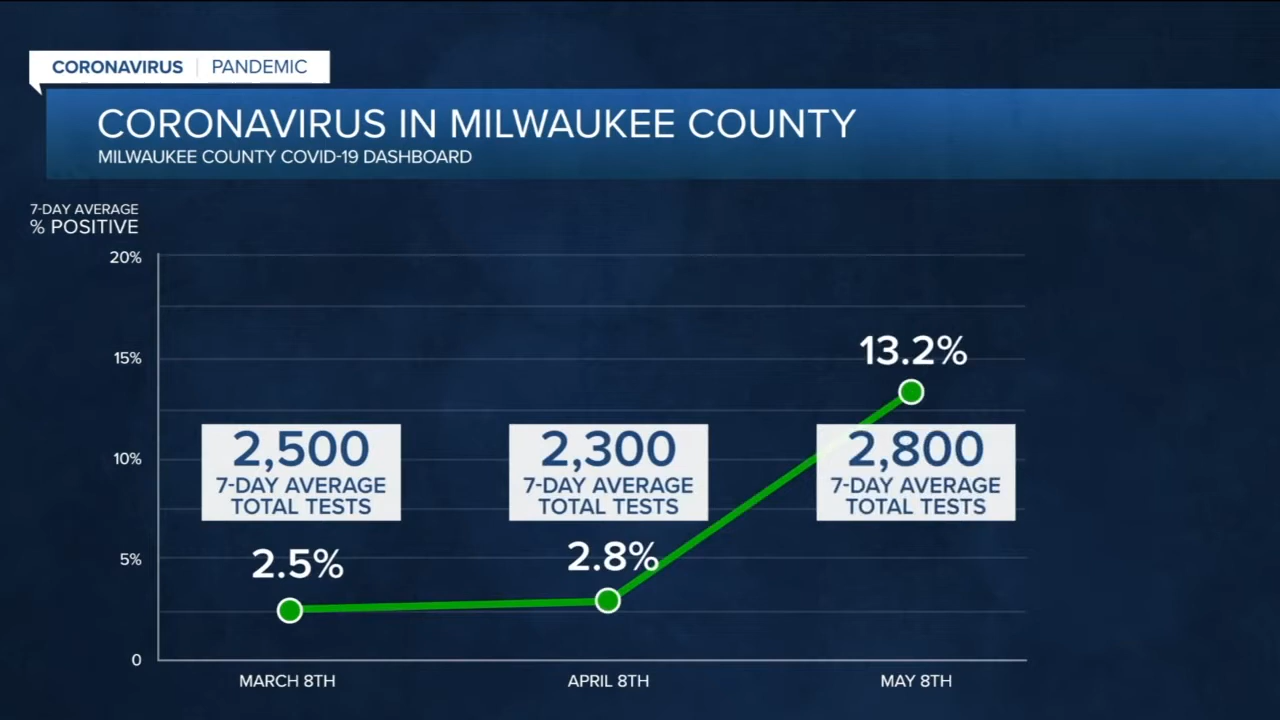 CORONAVIRUS | PANDEMIC
CORONAVIRUS IN MILWAUKEE COUNTY
MILWAUKEE COUNTY COVID-19 DASHBOARD
7-DAY AVERAGE
% POSITIVE
20%
15%
10%
5%
0
13.2%
2,500
7-DAY AVERAGE
TOTAL TESTS
2,300
7-DAY AVERAGE
TOTAL TESTS
2,800
7-DAY AVERAGE
TOTAL TESTS
2.5%
2.8%
MARCH 8TH
APRIL 8TH
MAY 8TH